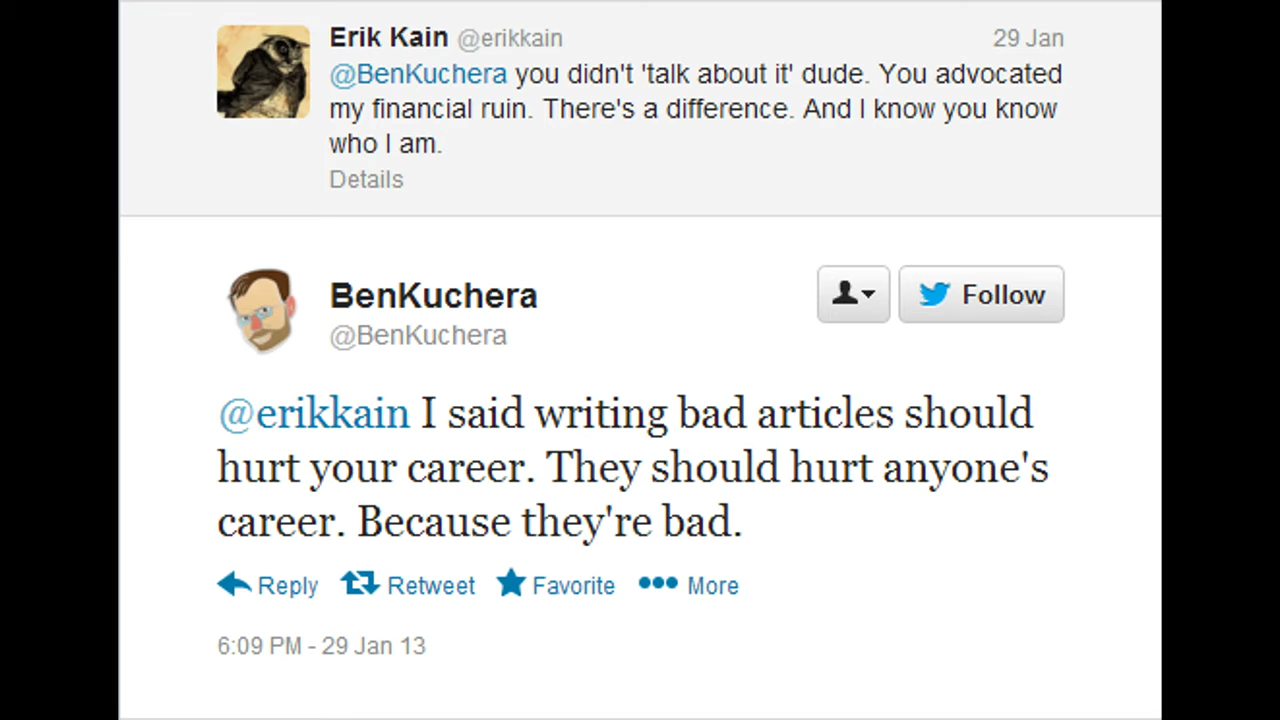 Erik Kain @erikkain 29 Jan
@BenKuchera you didn't 'talk about it' dude. You advocated
my financial ruin. There's a difference. And I know you know
who I am.
Details
BenKuchera
@BenKuchera
Follow
@erikkain I said writing bad articles should
hurt your career. They should hurt anyone's
career. Because they're bad.
Reply Retweet Favorite More
6:09 PM - 29 Jan 13